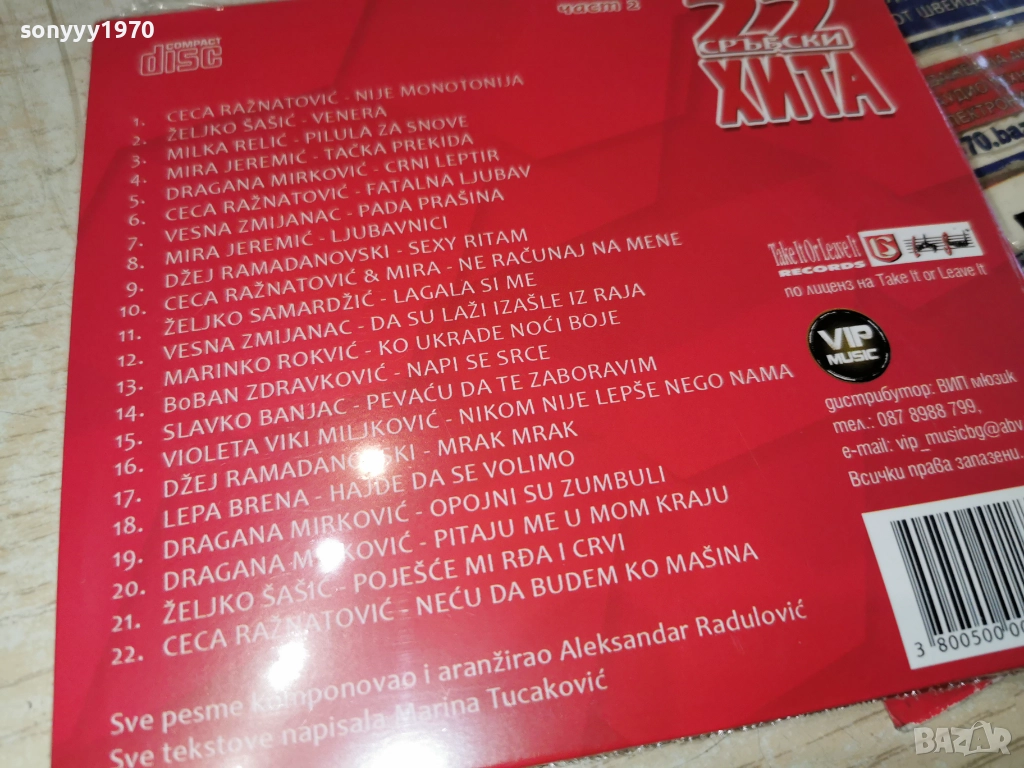 sonyyy1970
COMPACT
disc
част 2
22
СРЪБСКИ
ХИТА
1. CECA RAŽNATOVIĆ - NIJE MONOTONIJA
2. ŽELJKO ŠAŠIĆ - VENERA
3. MILKA RELIĆ - PILULA ZA SNOVE
4. MIRA JEREMIĆ - TAČKA PREKIDA
5. DRAGANA MIRKOVIĆ - CRNI LEPTIR
6. CECA RAŽNATOVIĆ - FATALNA LJUBAV
7. VESNA ZMIJANAC - PADA PRAŠINA
8. MIRA JEREMIĆ - LJUBAVNICI
9. DŽEJ RAMADANOVSKI - SEXY RITAM
10. CECA RAŽNATOVIĆ & MIRA - NE RAČUNAJ NA MENE
11. ŽELJKO SAMARDŽIĆ - LAGALA SI ME
12. VESNA ZMIJANAC - DA SU LAŽI IZAŠLE IZ RAJA
13. MARINKO ROKVIĆ - KO UKRADE NOĆI BOJE
14. BoBAN ZDRAVKOVIĆ - NAPI SE SRCE
15. SLAVKO BANJAC - PEVAĆU DA TE ZABORAVIM
16. VIOLETA VIKI MILJKOVIĆ - NIKOM NIJE LEPŠE NEGO NAMA
17. DŽEJ RAMADANOVSKI - MRAK MRAK
18. LEPA BRENA - HAJDE DA SE VOLIMO
19. DRAGANA MIRKOVIĆ - OPOJNI SU ZUMBULI
20. DRAGANA MIRKOVIĆ - PITAJU ME U MOM KRAJU
21. ŽELJKO ŠAŠIĆ - POJEŠĆE MI RĐA I CRVI
22. CECA RAŽNATOVIĆ - NEĆU DA BUDEM KO MAŠINA
Sve pesme komponovao i aranžirao Aleksandar Radulović
Sve tekstove napisala Marina Tucaković
Take It Or Leave It
RECORDS
по лиценз на Take It or Leave It
VIP
MUSIC
дистрибутор: ВИП мюзик
тел.: 087 8988 799,
e-mail: vip_musicbg@abv
Всички права запазени.
3 800500 0
70.ba
BAZAR